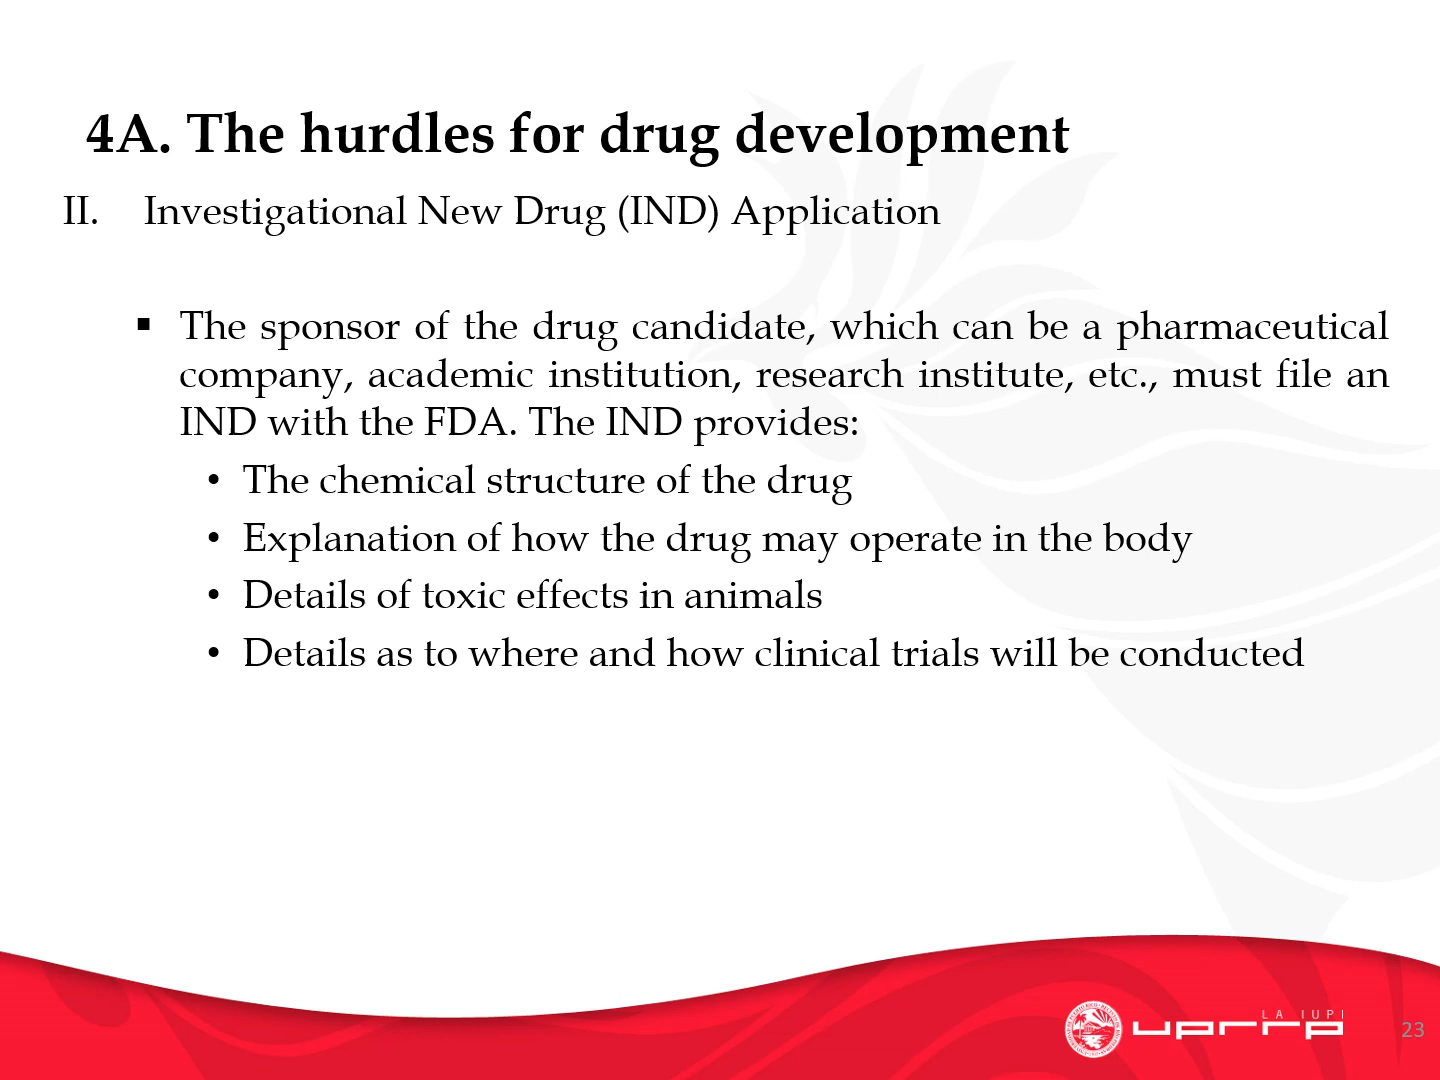 4A. The hurdles for drug development
II. Investigational New Drug (IND) Application
▪ The sponsor of the drug candidate, which can be a pharmaceutical
company, academic institution, research institute, etc., must file an
IND with the FDA. The IND provides:
• The chemical structure of the drug
• Explanation of how the drug may operate in the body
• Details of toxic effects in animals
• Details as to where and how clinical trials will be conducted
LA IUPI
uprrp
23